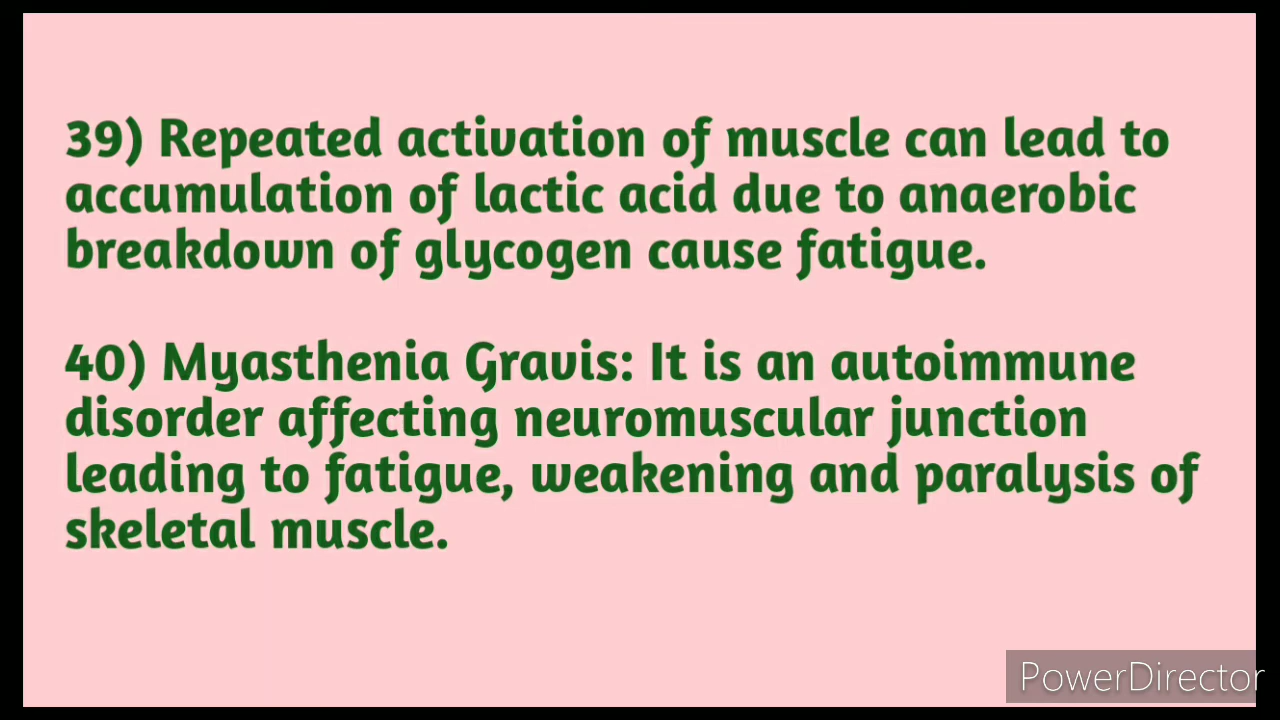 39) Repeated activation of muscle can lead to
accumulation of lactic acid due to anaerobic
breakdown of glycogen cause fatigue.
40) Myasthenia Gravis: It is an autoimmune
disorder affecting neuromuscular junction
leading to fatigue, weakening and paralysis of
skeletal muscle.
PowerDirector